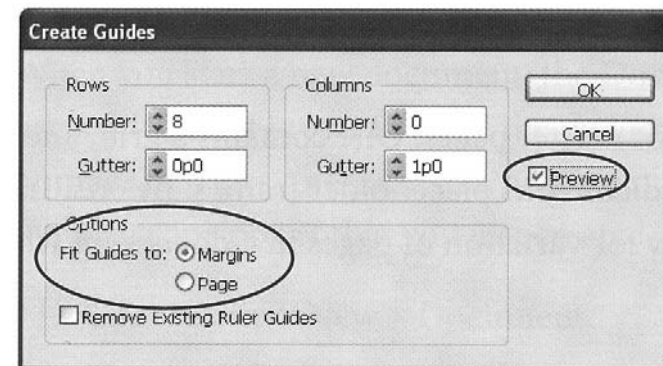 Create Guides
Rows
Number: 8
Gutter: 0p0
Columns
Number: 0
Gutter: 1p0
OK
Cancel
Preview
Options
Fit Guides to: Margins
Page
Remove Existing Ruler Guides